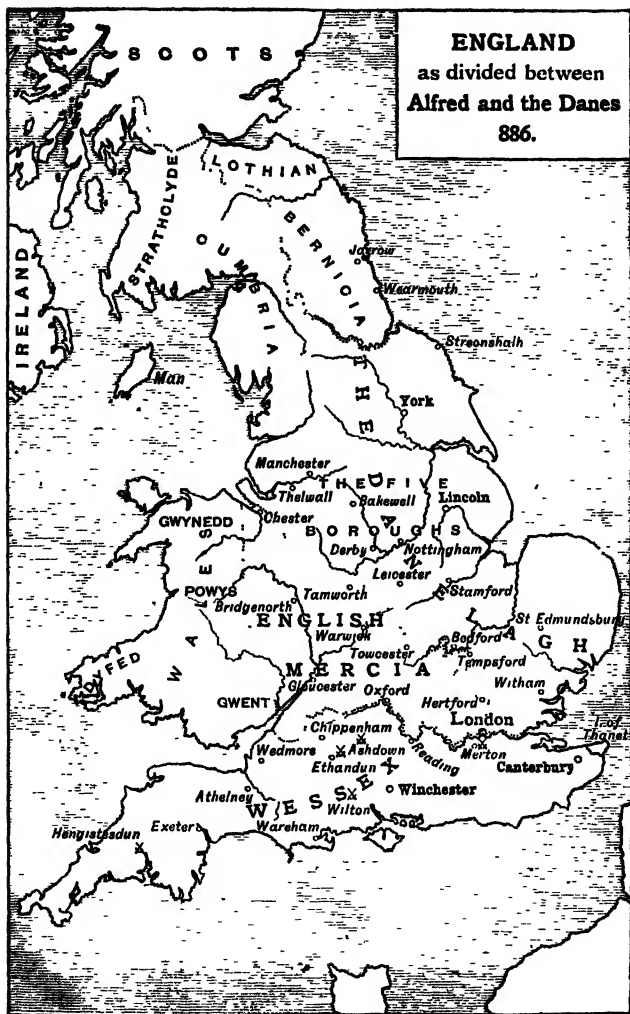 ENGLAND
as divided between
Alfred and the Danes
886.
SCOTS
LOTHIAN
STRATHCLYDE
BERNICIA
CUMBRIA
IRELAND
Jarrow
Wearmouth
Streonshalh
Man
THE DANELAGH
York
Manchester
THE FIVE
Thelwall
Bakewell
Lincoln
Chester
GWYNEDD
BOROUGHS
Derby
Nottingham
WALES
Leicester
Stamford
POWYS
Tamworth
Bridgenorth
ENGLISH
St Edmundsbury
Warwick
Bedford
Towcester
Tempsford
DYFED
MERCIA
Gloucester
Witham
GWENT
Oxford
Hertford
London
I. of
Thanet
Chippenham
Wedmore
Ashdown
Reading
Merton
Ethandun
Canterbury
Athelney
WESSEX
Winchester
Wilton
Hengistesdun
Exeter
Wareham